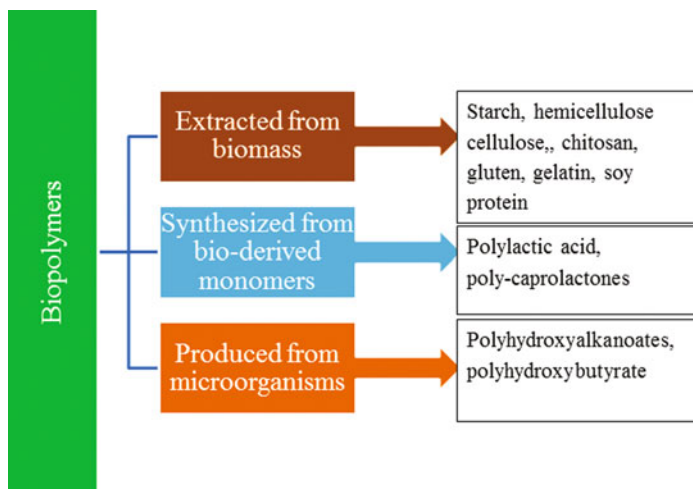 Biopolymers
Extracted from
biomass
Starch, hemicellulose
cellulose,, chitosan,
gluten, gelatin, soy
protein
Synthesized from
bio-derived
monomers
Polylactic acid,
poly-caprolactones
Produced from
microorganisms
Polyhydroxyalkanoates,
polyhydroxybutyrate